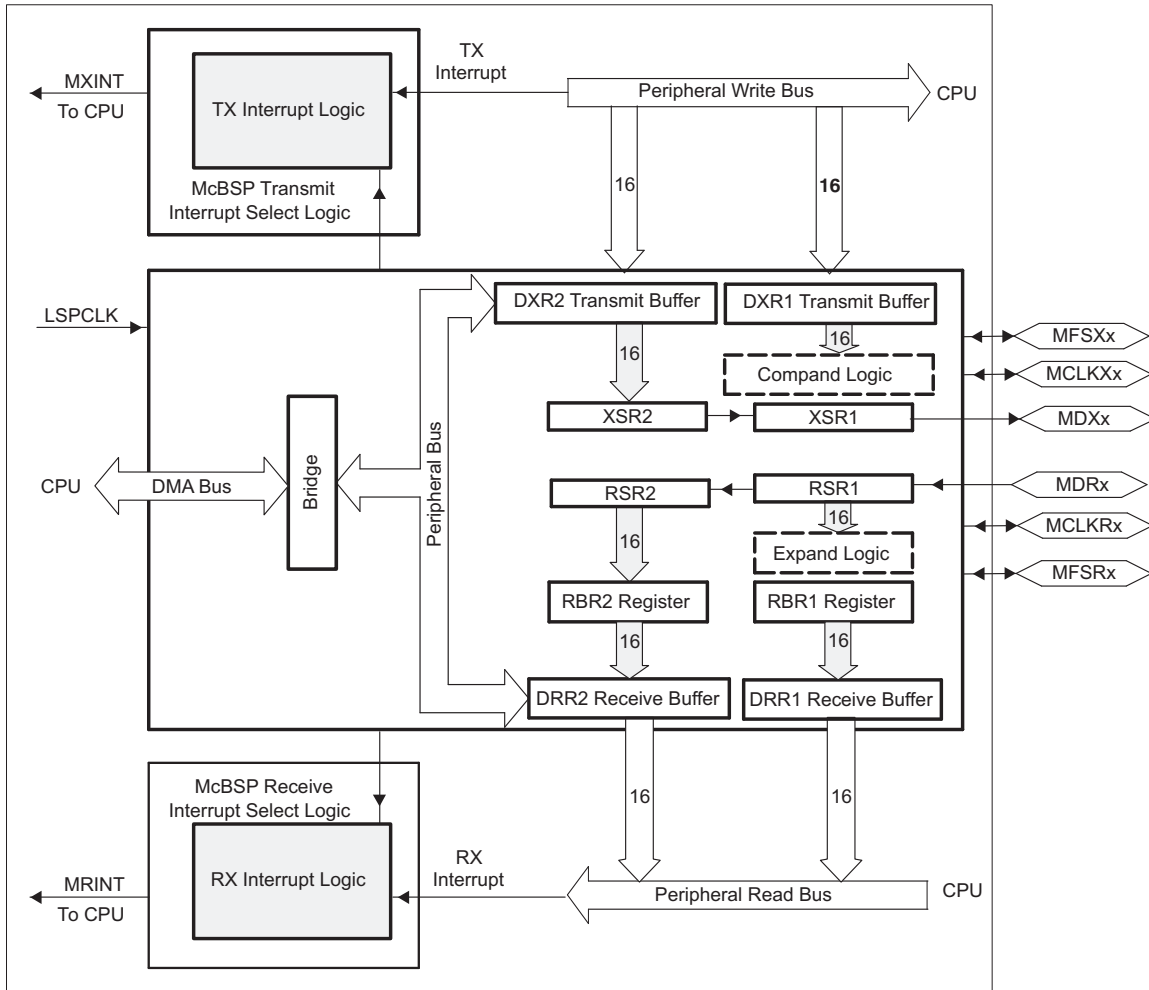 TX
Interrupt
MXINT
To CPU
TX Interrupt Logic
Peripheral Write Bus
CPU
McBSP Transmit
Interrupt Select Logic
16
16
LSPCLK
DXR2 Transmit Buffer
DXR1 Transmit Buffer
16
16
MFSXx
Compand Logic
MCLKXx
XSR2
XSR1
MDXx
CPU
DMA Bus
Bridge
Peripheral Bus
RSR2
RSR1
MDRx
16
16
MCLKRx
Expand Logic
MFSRx
RBR2 Register
RBR1 Register
16
16
DRR2 Receive Buffer
DRR1 Receive Buffer
McBSP Receive
Interrupt Select Logic
16
16
RX
Interrupt
MRINT
To CPU
RX Interrupt Logic
Peripheral Read Bus
CPU